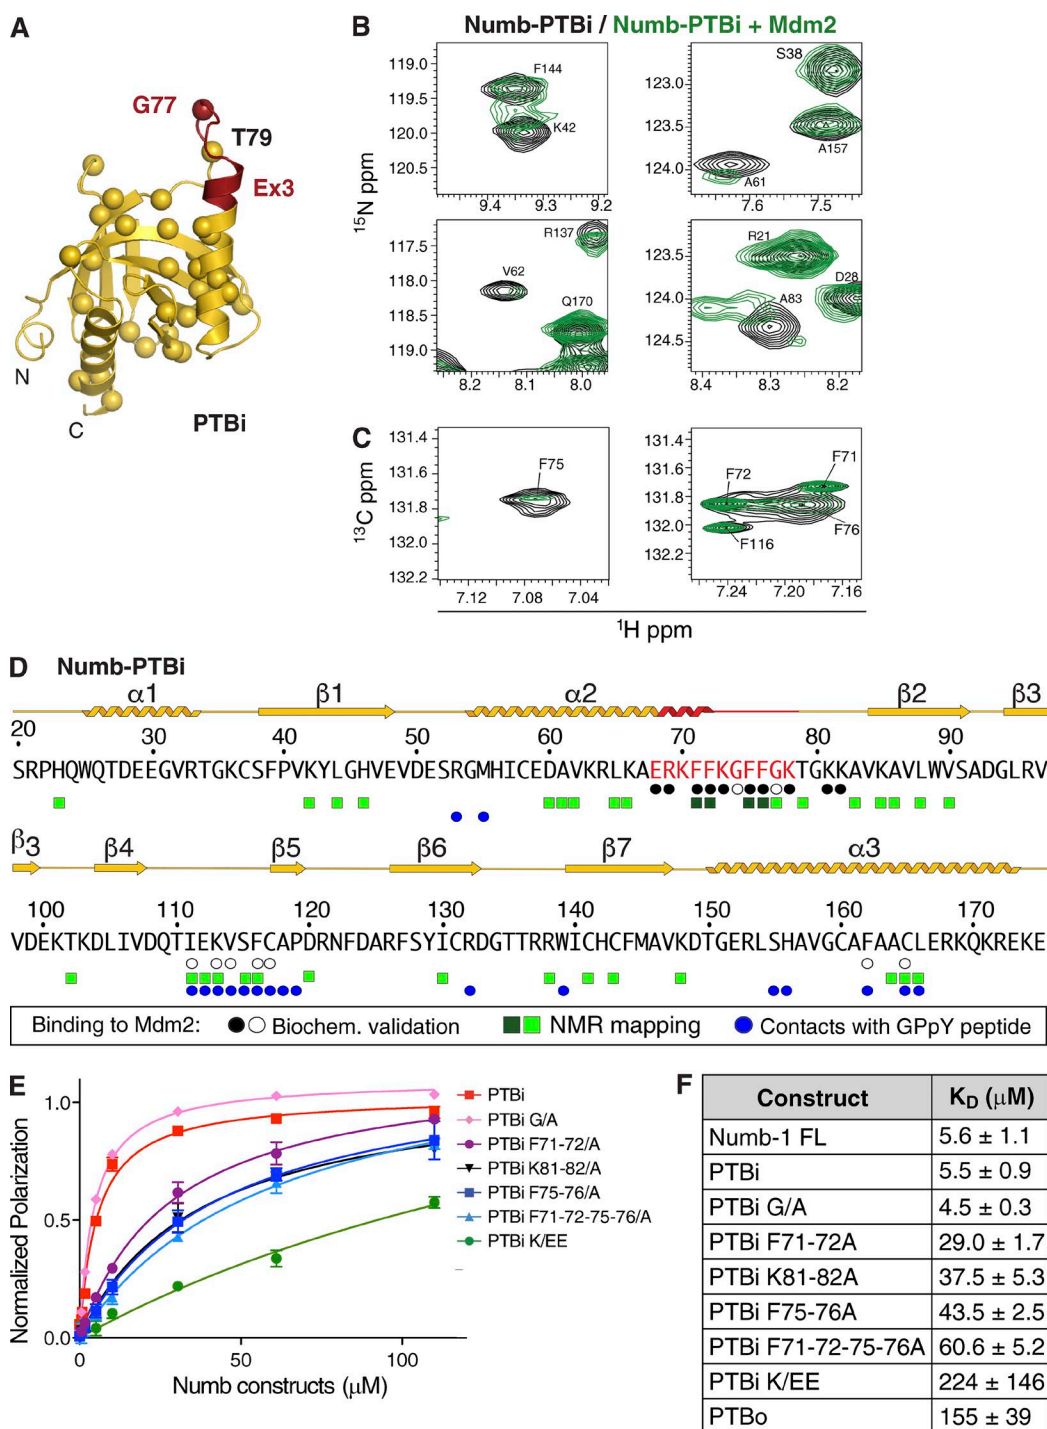 A
G77
T79
Ex3
N
C
PTBi
B
Numb-PTBi / Numb-PTBi + Mdm2
15N ppm
119.0
119.5
120.0
120.5
F144
K42
9.4 9.3 9.2
123.0
123.5
124.0
S38
A157
A61
7.6 7.5
117.5
118.0
118.5
119.0
R137
V62
Q170
8.2 8.1 8.0
123.5
124.0
124.5
R21
D28
A83
8.4 8.3 8.2
C
13C ppm
131.4
131.6
131.8
132.0
132.2
F75
7.12 7.08 7.04
131.4
131.6
131.8
132.0
132.2
F71
F72
F76
F116
7.24 7.20 7.16
1H ppm
D Numb-PTBi
α1 β1 α2 β2 β3
20 30 40 50 60 70 80 90
SRPHQWQTDEEGVRTGKCSFPVKYLGHVEVDESRGMHICEDAVKRLKAERKFFKGFFGKTGKKAVKAVLWVSADGLRV
β3 β4 β5 β6 β7 α3
100 110 120 130 140 150 160 170
VDEKTKDLIVDQTIEKVSFCAPDRNFDARFSYICRDGTTRRWICHCFMAVKDTGERLSHAVGCAFAACLERKQKREKE
Binding to Mdm2: Biochem. validation NMR mapping Contacts with GPpY peptide
E
Normalized Polarization
1.0
0.5
0.0
0 50 100
Numb constructs (μM)
PTBi
PTBi G/A
PTBi F71-72/A
PTBi K81-82/A
PTBi F75-76/A
PTBi F71-72-75-76/A
PTBi K/EE
F
Construct KD (μM)
Numb-1 FL 5.6 ± 1.1
PTBi 5.5 ± 0.9
PTBi G/A 4.5 ± 0.3
PTBi F71-72A 29.0 ± 1.7
PTBi K81-82A 37.5 ± 5.3
PTBi F75-76A 43.5 ± 2.5
PTBi F71-72-75-76A 60.6 ± 5.2
PTBi K/EE 224 ± 146
PTBo 155 ± 39